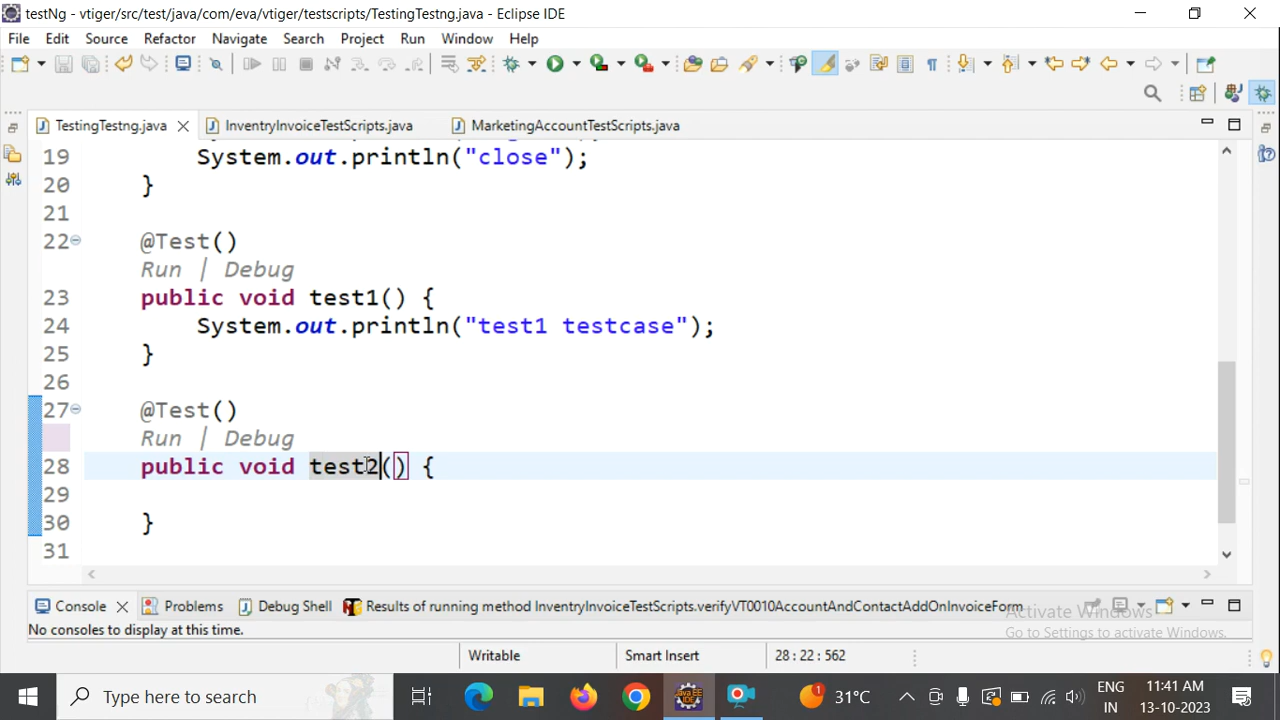 testNg - vtiger/src/test/java/com/eva/vtiger/testscripts/TestingTestng.java - Eclipse IDE
File Edit Source Refactor Navigate Search Project Run Window Help
TestingTestng.java InventryInvoiceTestScripts.java MarketingAccountTestScripts.java
19 System.out.println("close");
20 }
21
22 @Test()
Run | Debug
23 public void test1() {
24 System.out.println("test1 testcase");
25 }
26
27 @Test()
Run | Debug
28 public void test2() {
29
30 }
31
Console Problems Debug Shell Results of running method InventryInvoiceTestScripts.verifyVT0010AccountAndContactAddOnInvoiceForm
Activate Windows
No consoles to display at this time.
Go to Settings to activate Windows.
Writable Smart Insert 28 : 22 : 562
Type here to search 1 31°C ENG IN 11:41 AM 13-10-2023